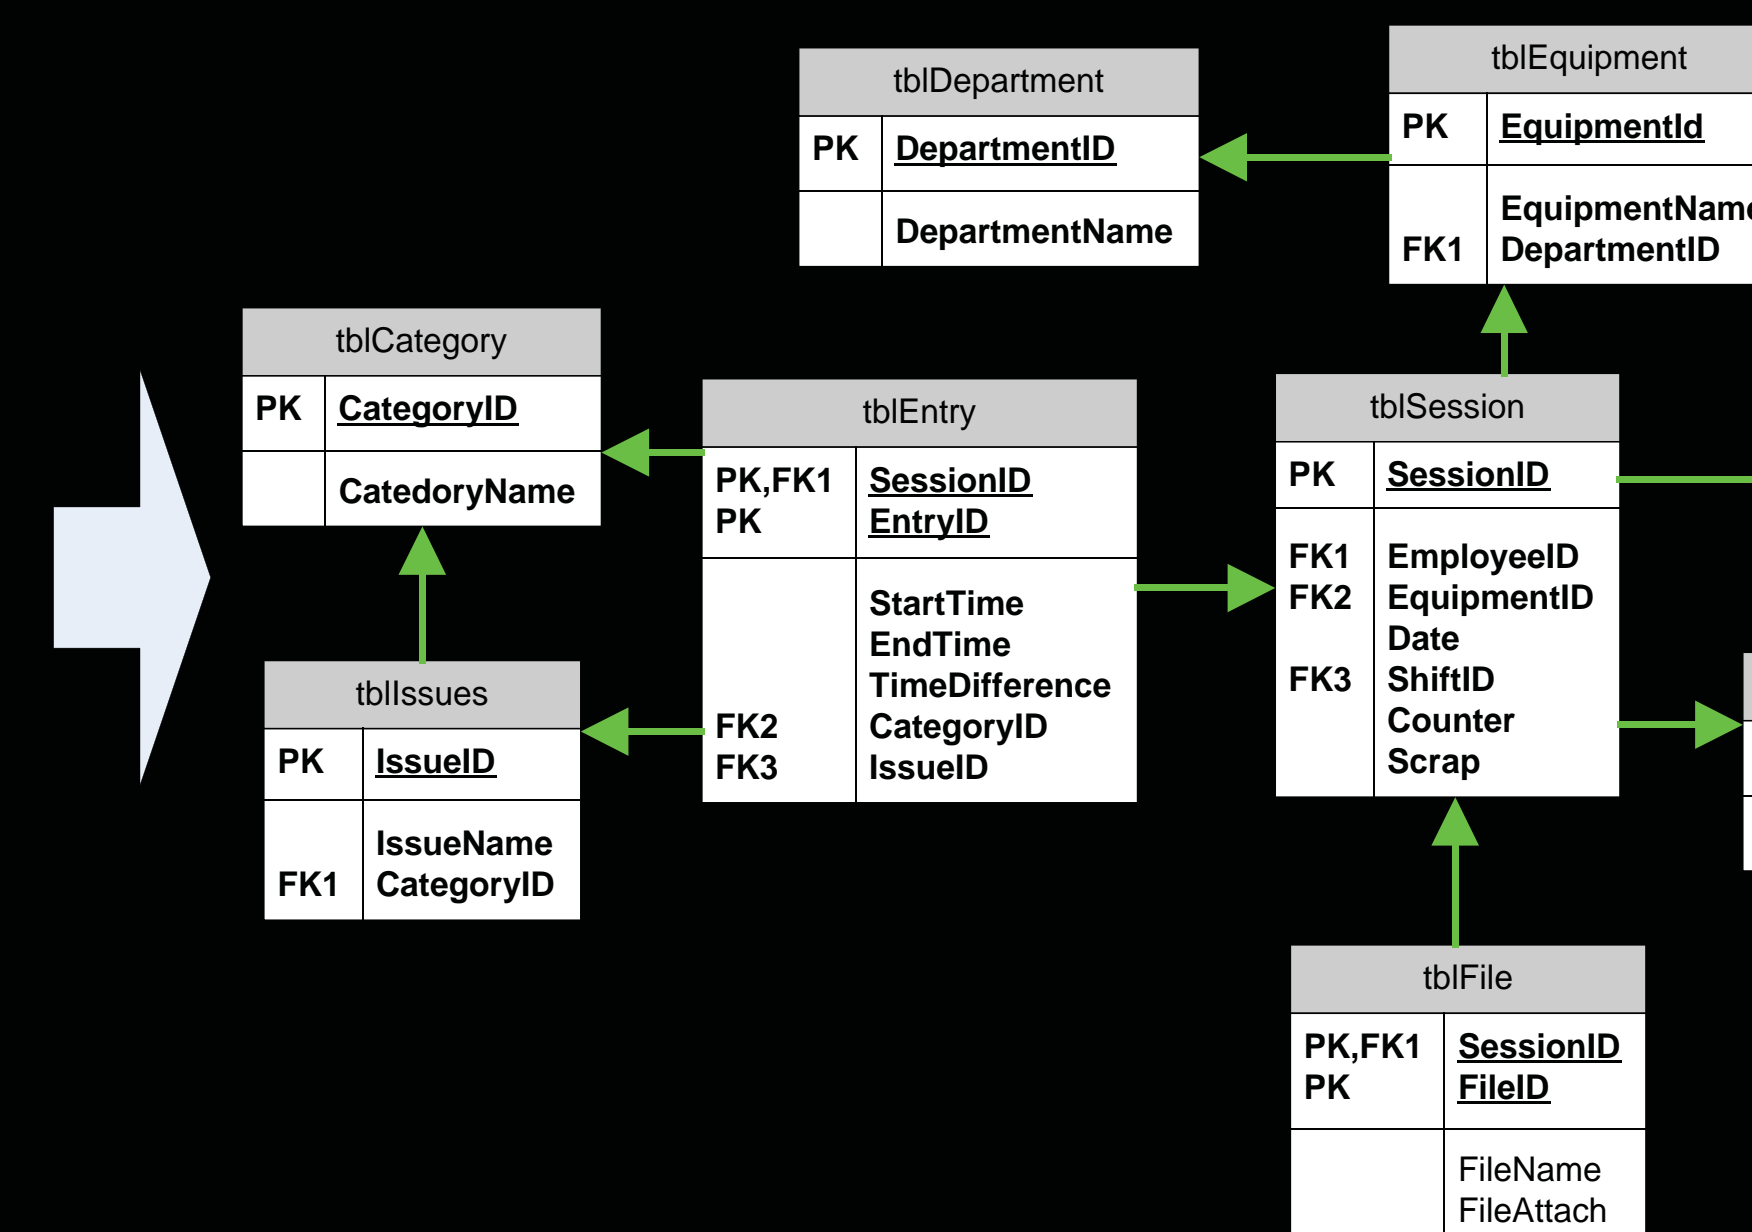 tblDepartment
PK DepartmentID
DepartmentName
tblEquipment
PK EquipmentId
EquipmentName
FK1 DepartmentID
tblCategory
PK CategoryID
CatedoryName
tblEntry
PK,FK1 SessionID
PK EntryID
StartTime
EndTime
TimeDifference
FK2 CategoryID
FK3 IssueID
tblSession
PK SessionID
FK1 EmployeeID
FK2 EquipmentID
Date
FK3 ShiftID
Counter
Scrap
tblIssues
PK IssueID
IssueName
FK1 CategoryID
tblFile
PK,FK1 SessionID
PK FileID
FileName
FileAttach